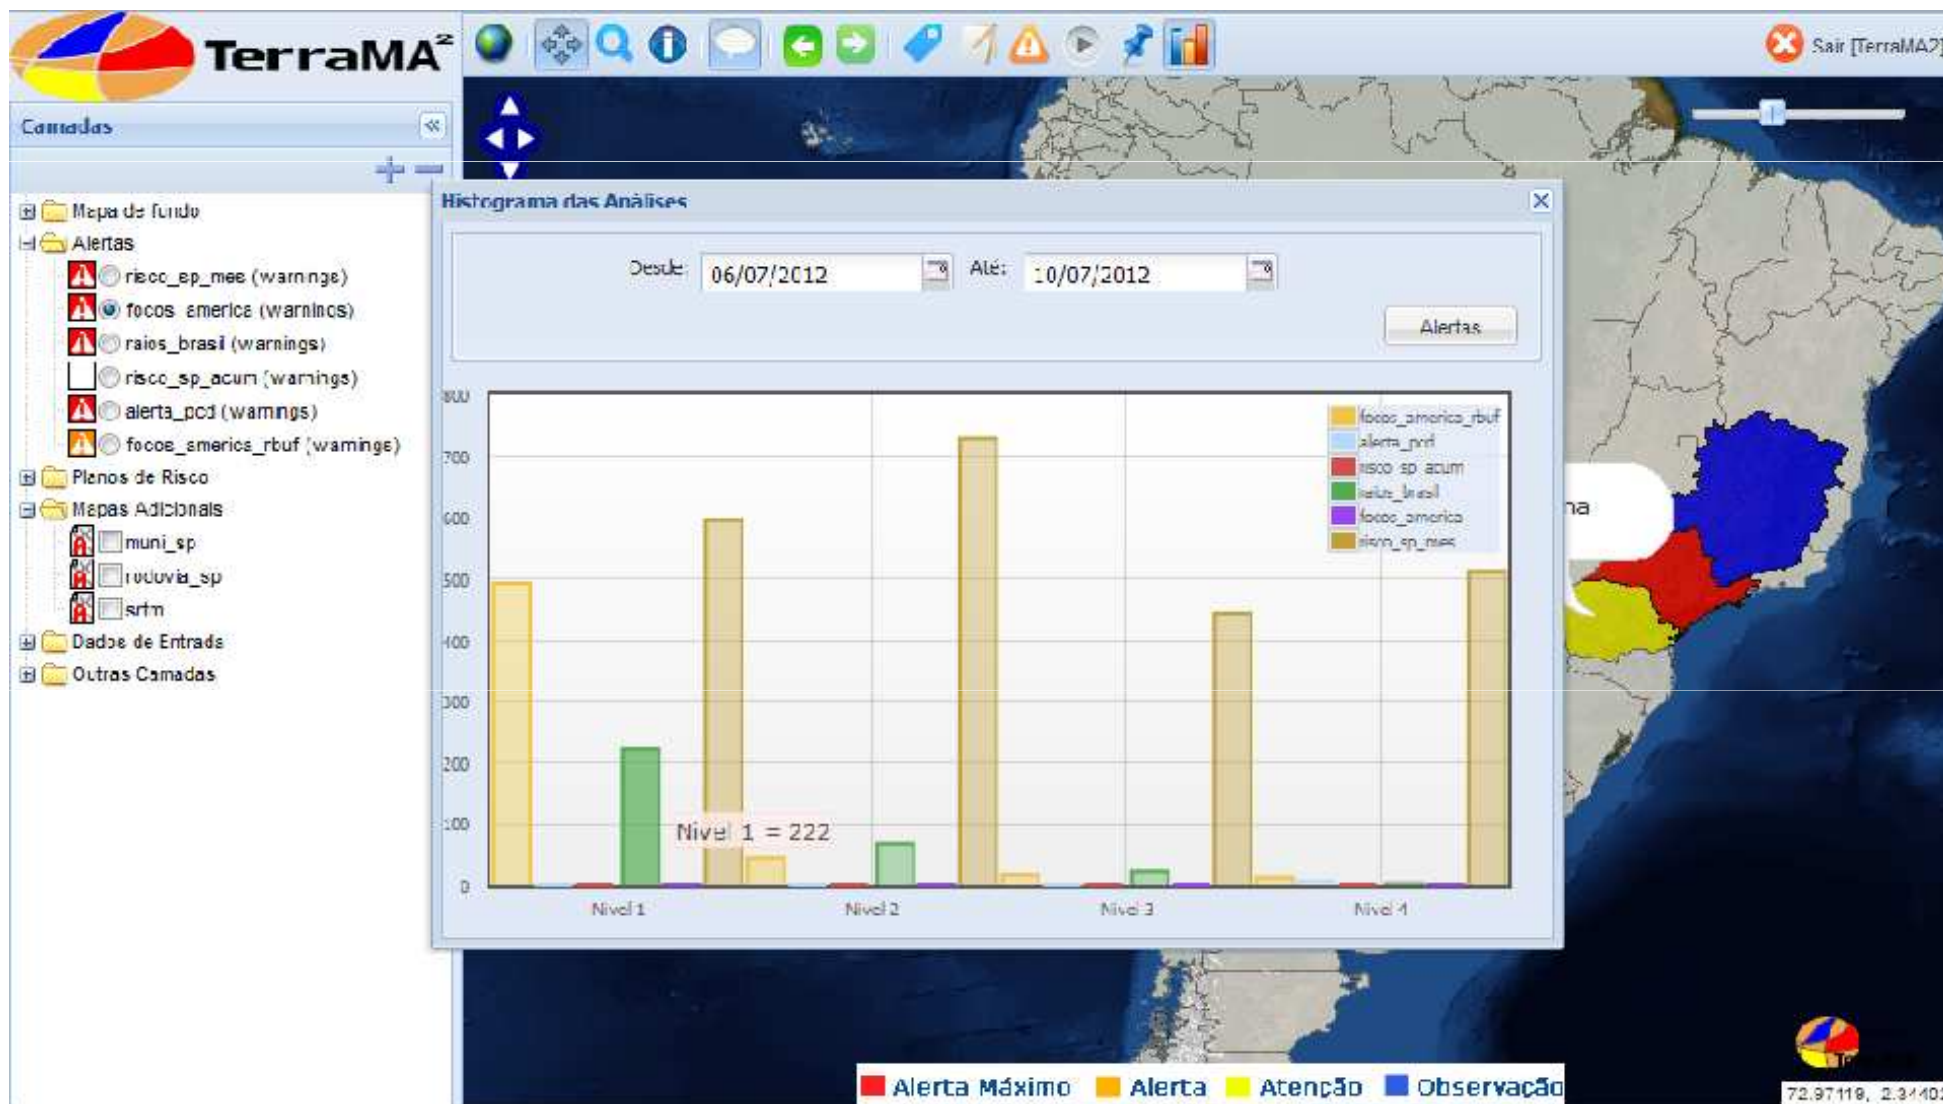 TerraMA²
Sair [TerraMA2]
Camadas
Mapa de fundo
Alertas
risco_sp_mes (warnings)
focos_america (warnings)
raios_brasil (warnings)
risco_sp_acum (warnings)
alerta_pcd (warnings)
focos_america_rbuf (warnings)
Planos de Risco
Mapas Adicionais
muni_sp
rodovia_sp
srtm
Dados de Entrada
Outras Camadas
Histograma das Análises
Desde: 06/07/2012 Até: 10/07/2012
Alertas
800
700
600
500
400
300
200
100
0
focos_america_rbuf
alerta_pcd
risco_sp_acum
raios_brasil
focos_america
risco_sp_mes
Nivel 1 = 222
Nivel 1 Nivel 2 Nivel 3 Nivel 4
na
Alerta Máximo Alerta Atenção Observação